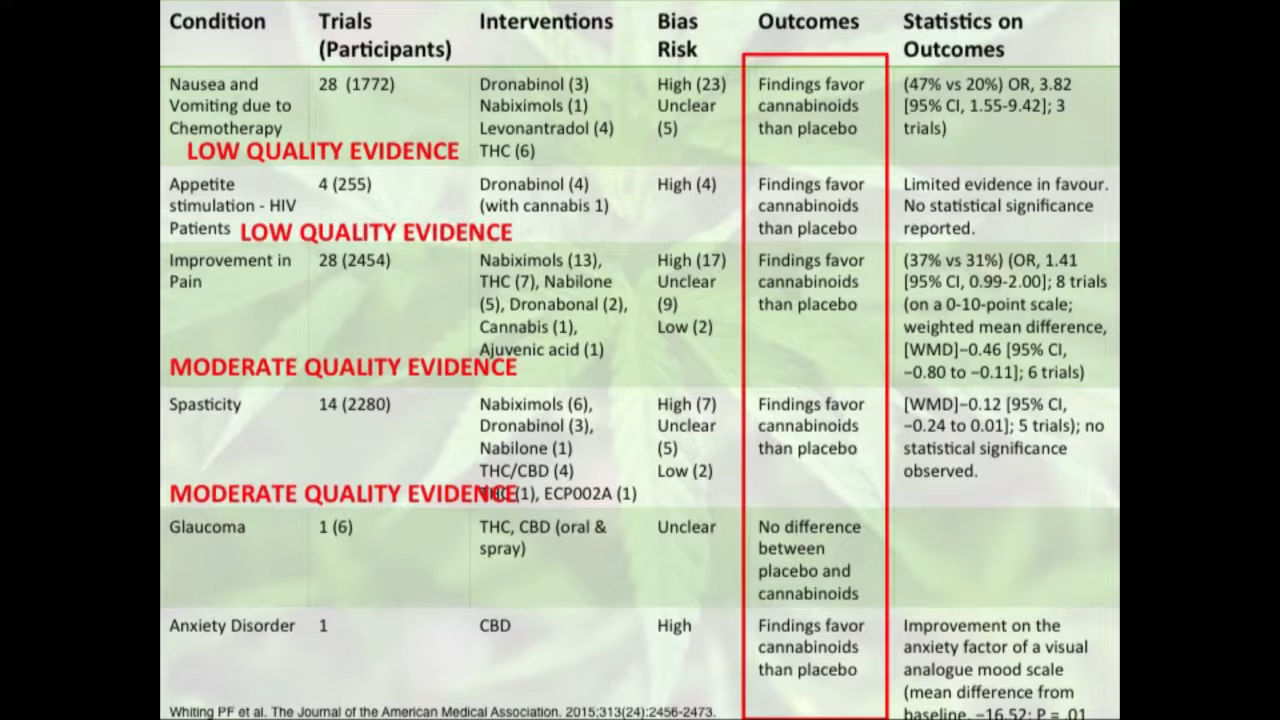 Condition
Trials
(Participants)
Interventions
Bias
Risk
Outcomes
Statistics on
Outcomes
Nausea and
Vomiting due to
Chemotherapy
28 (1772)
Dronabinol (3)
Nabiximols (1)
Levonantradol (4)
THC (6)
High (23)
Unclear
(5)
Findings favor
cannabinoids
than placebo
(47% vs 20%) OR, 3.82
[95% CI, 1.55-9.42]; 3
trials)
LOW QUALITY EVIDENCE
Appetite
stimulation - HIV
Patients
4 (255)
Dronabinol (4)
(with cannabis 1)
High (4)
Findings favor
cannabinoids
than placebo
Limited evidence in favour.
No statistical significance
reported.
LOW QUALITY EVIDENCE
Improvement in
Pain
28 (2454)
Nabiximols (13),
THC (7), Nabilone
(5), Dronabonal (2),
Cannabis (1),
Ajuvenic acid (1)
High (17)
Unclear
(9)
Low (2)
Findings favor
cannabinoids
than placebo
(37% vs 31%) (OR, 1.41
[95% CI, 0.99-2.00]; 8 trials
(on a 0-10-point scale;
weighted mean difference,
[WMD]−0.46 [95% CI,
−0.80 to −0.11]; 6 trials)
MODERATE QUALITY EVIDENCE
Spasticity
14 (2280)
Nabiximols (6),
Dronabinol (3),
Nabilone (1)
THC/CBD (4)
THC (1), ECP002A (1)
High (7)
Unclear
(5)
Low (2)
Findings favor
cannabinoids
than placebo
[WMD]−0.12 [95% CI,
−0.24 to 0.01]; 5 trials); no
statistical significance
observed.
MODERATE QUALITY EVIDENCE
Glaucoma
1 (6)
THC, CBD (oral &
spray)
Unclear
No difference
between
placebo and
cannabinoids
Anxiety Disorder
1
CBD
High
Findings favor
cannabinoids
than placebo
Improvement on the
anxiety factor of a visual
analogue mood scale
(mean difference from
baseline, −16.52; P = .01
Whiting PF et al. The Journal of the American Medical Association. 2015;313(24):2456-2473.